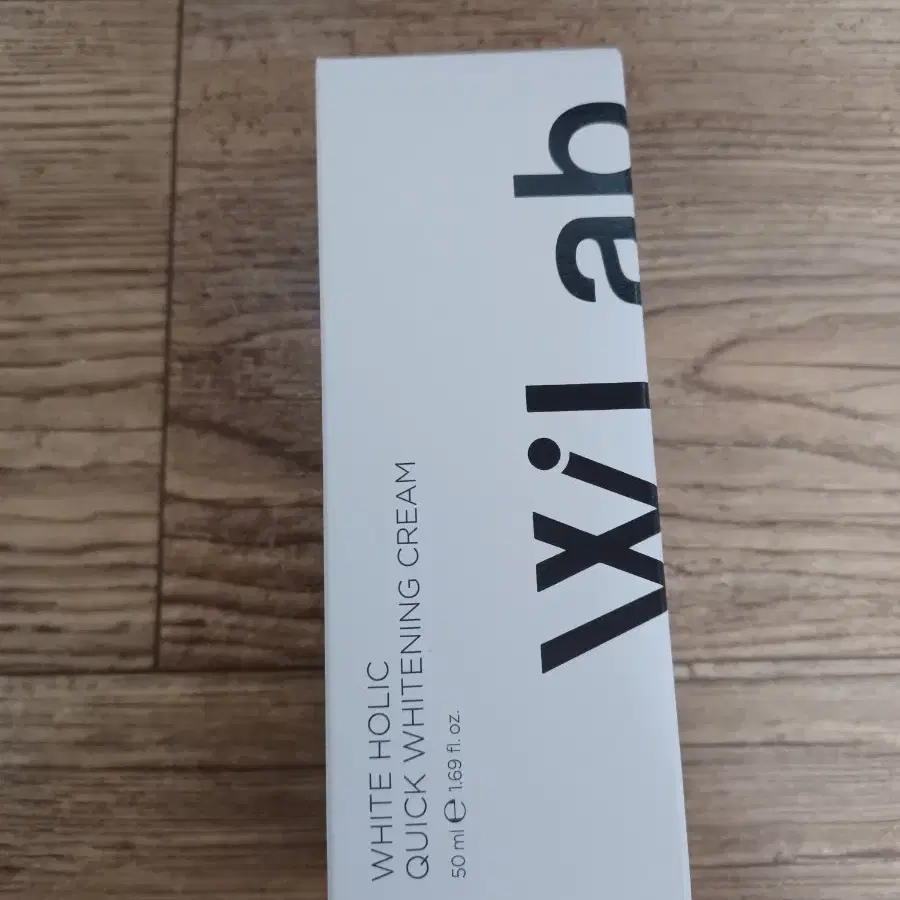 W.Lab
WHITE HOLIC
QUICK WHITENING CREAM
50 ml ℮ 1.69 fl. oz.